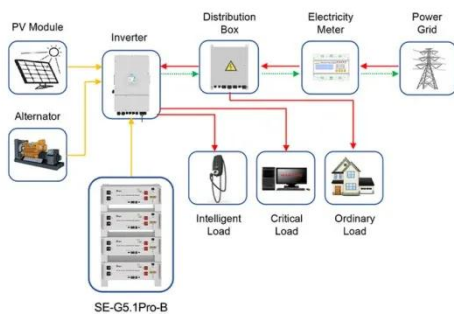 PV Module
Inverter
Distribution
Box
Electricity
Meter
Power
Grid
Alternator
Intelligent
Load
Critical
Load
Ordinary
Load
SE-G5.1Pro-B